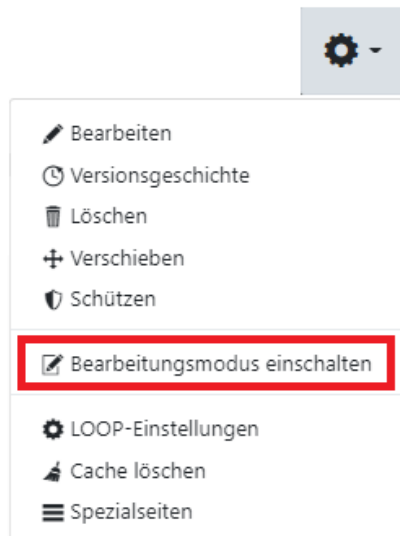 Bearbeiten
Versionsgeschichte
Löschen
Verschieben
Schützen
Bearbeitungsmodus einschalten
LOOP-Einstellungen
Cache löschen
Spezialseiten